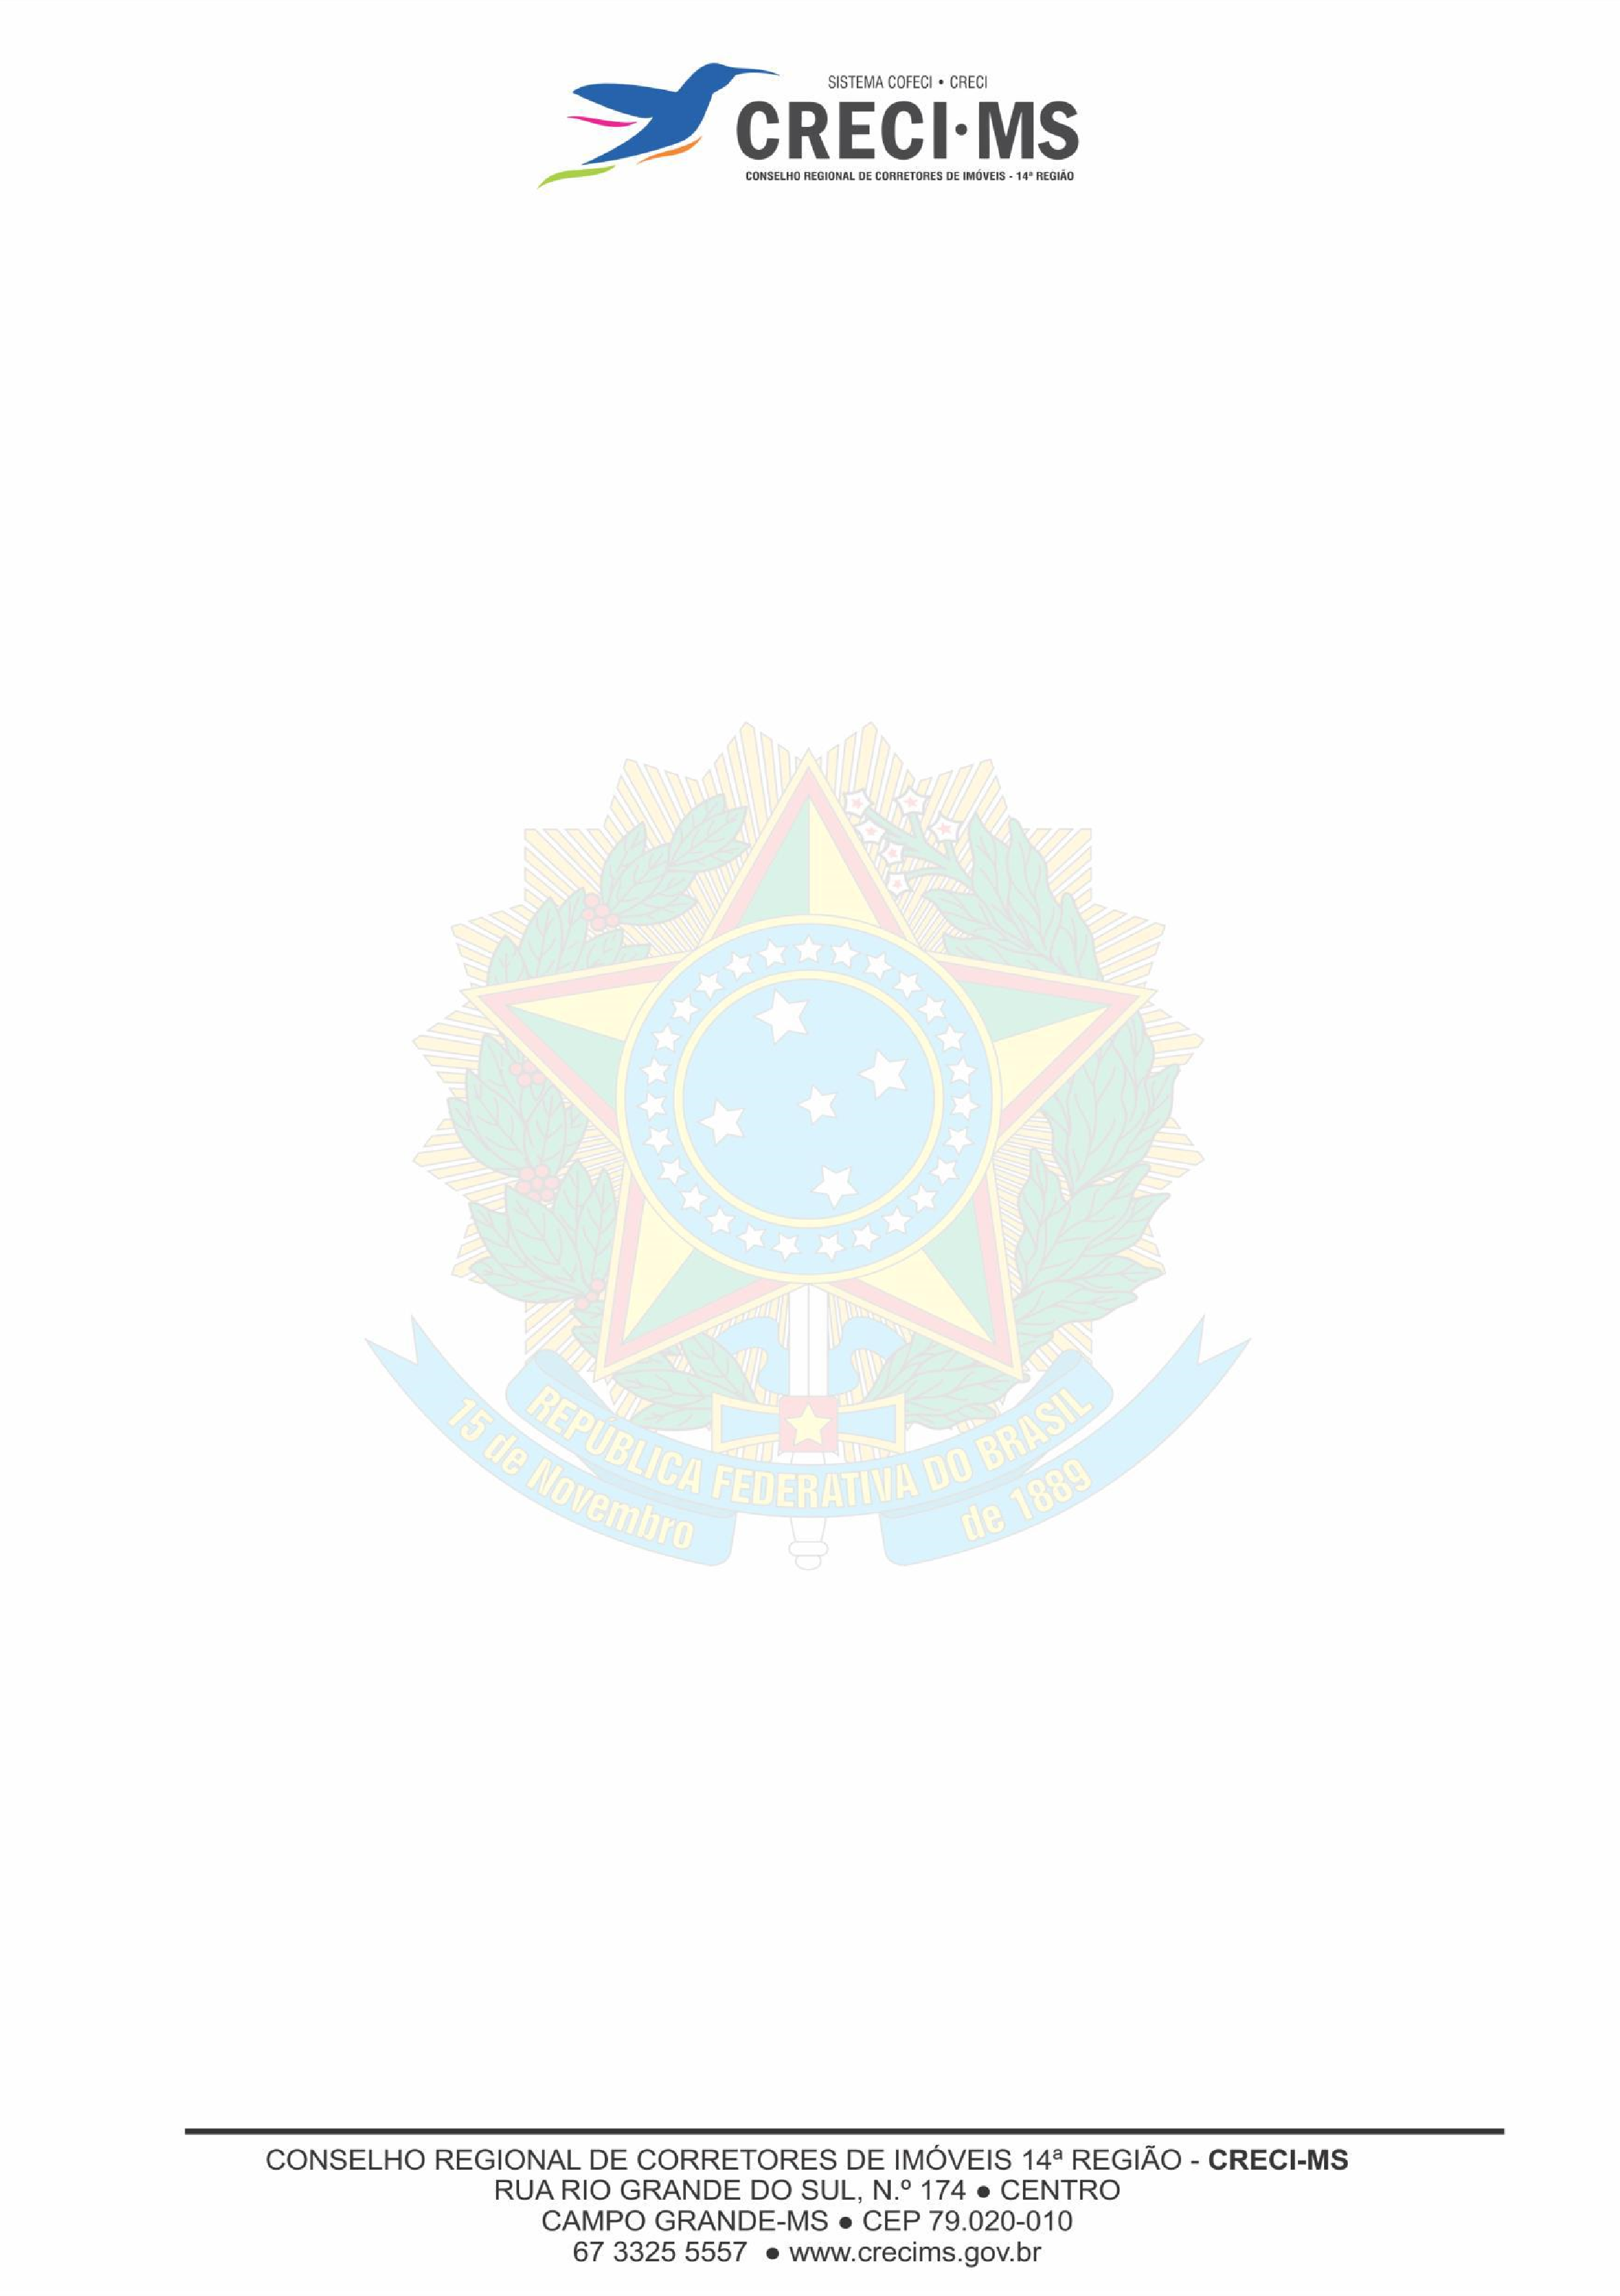 SISTEMA COFECI • CRECI
CRECI·MS
CONSELHO REGIONAL DE CORRETORES DE IMÓVEIS - 14ª REGIÃO
REPÚBLICA FEDERATIVA DO BRASIL
15 de Novembro de 1889
CONSELHO REGIONAL DE CORRETORES DE IMÓVEIS 14ª REGIÃO - CRECI-MS
RUA RIO GRANDE DO SUL, N.º 174 ● CENTRO
CAMPO GRANDE-MS ● CEP 79.020-010
67 3325 5557 ● www.crecims.gov.br